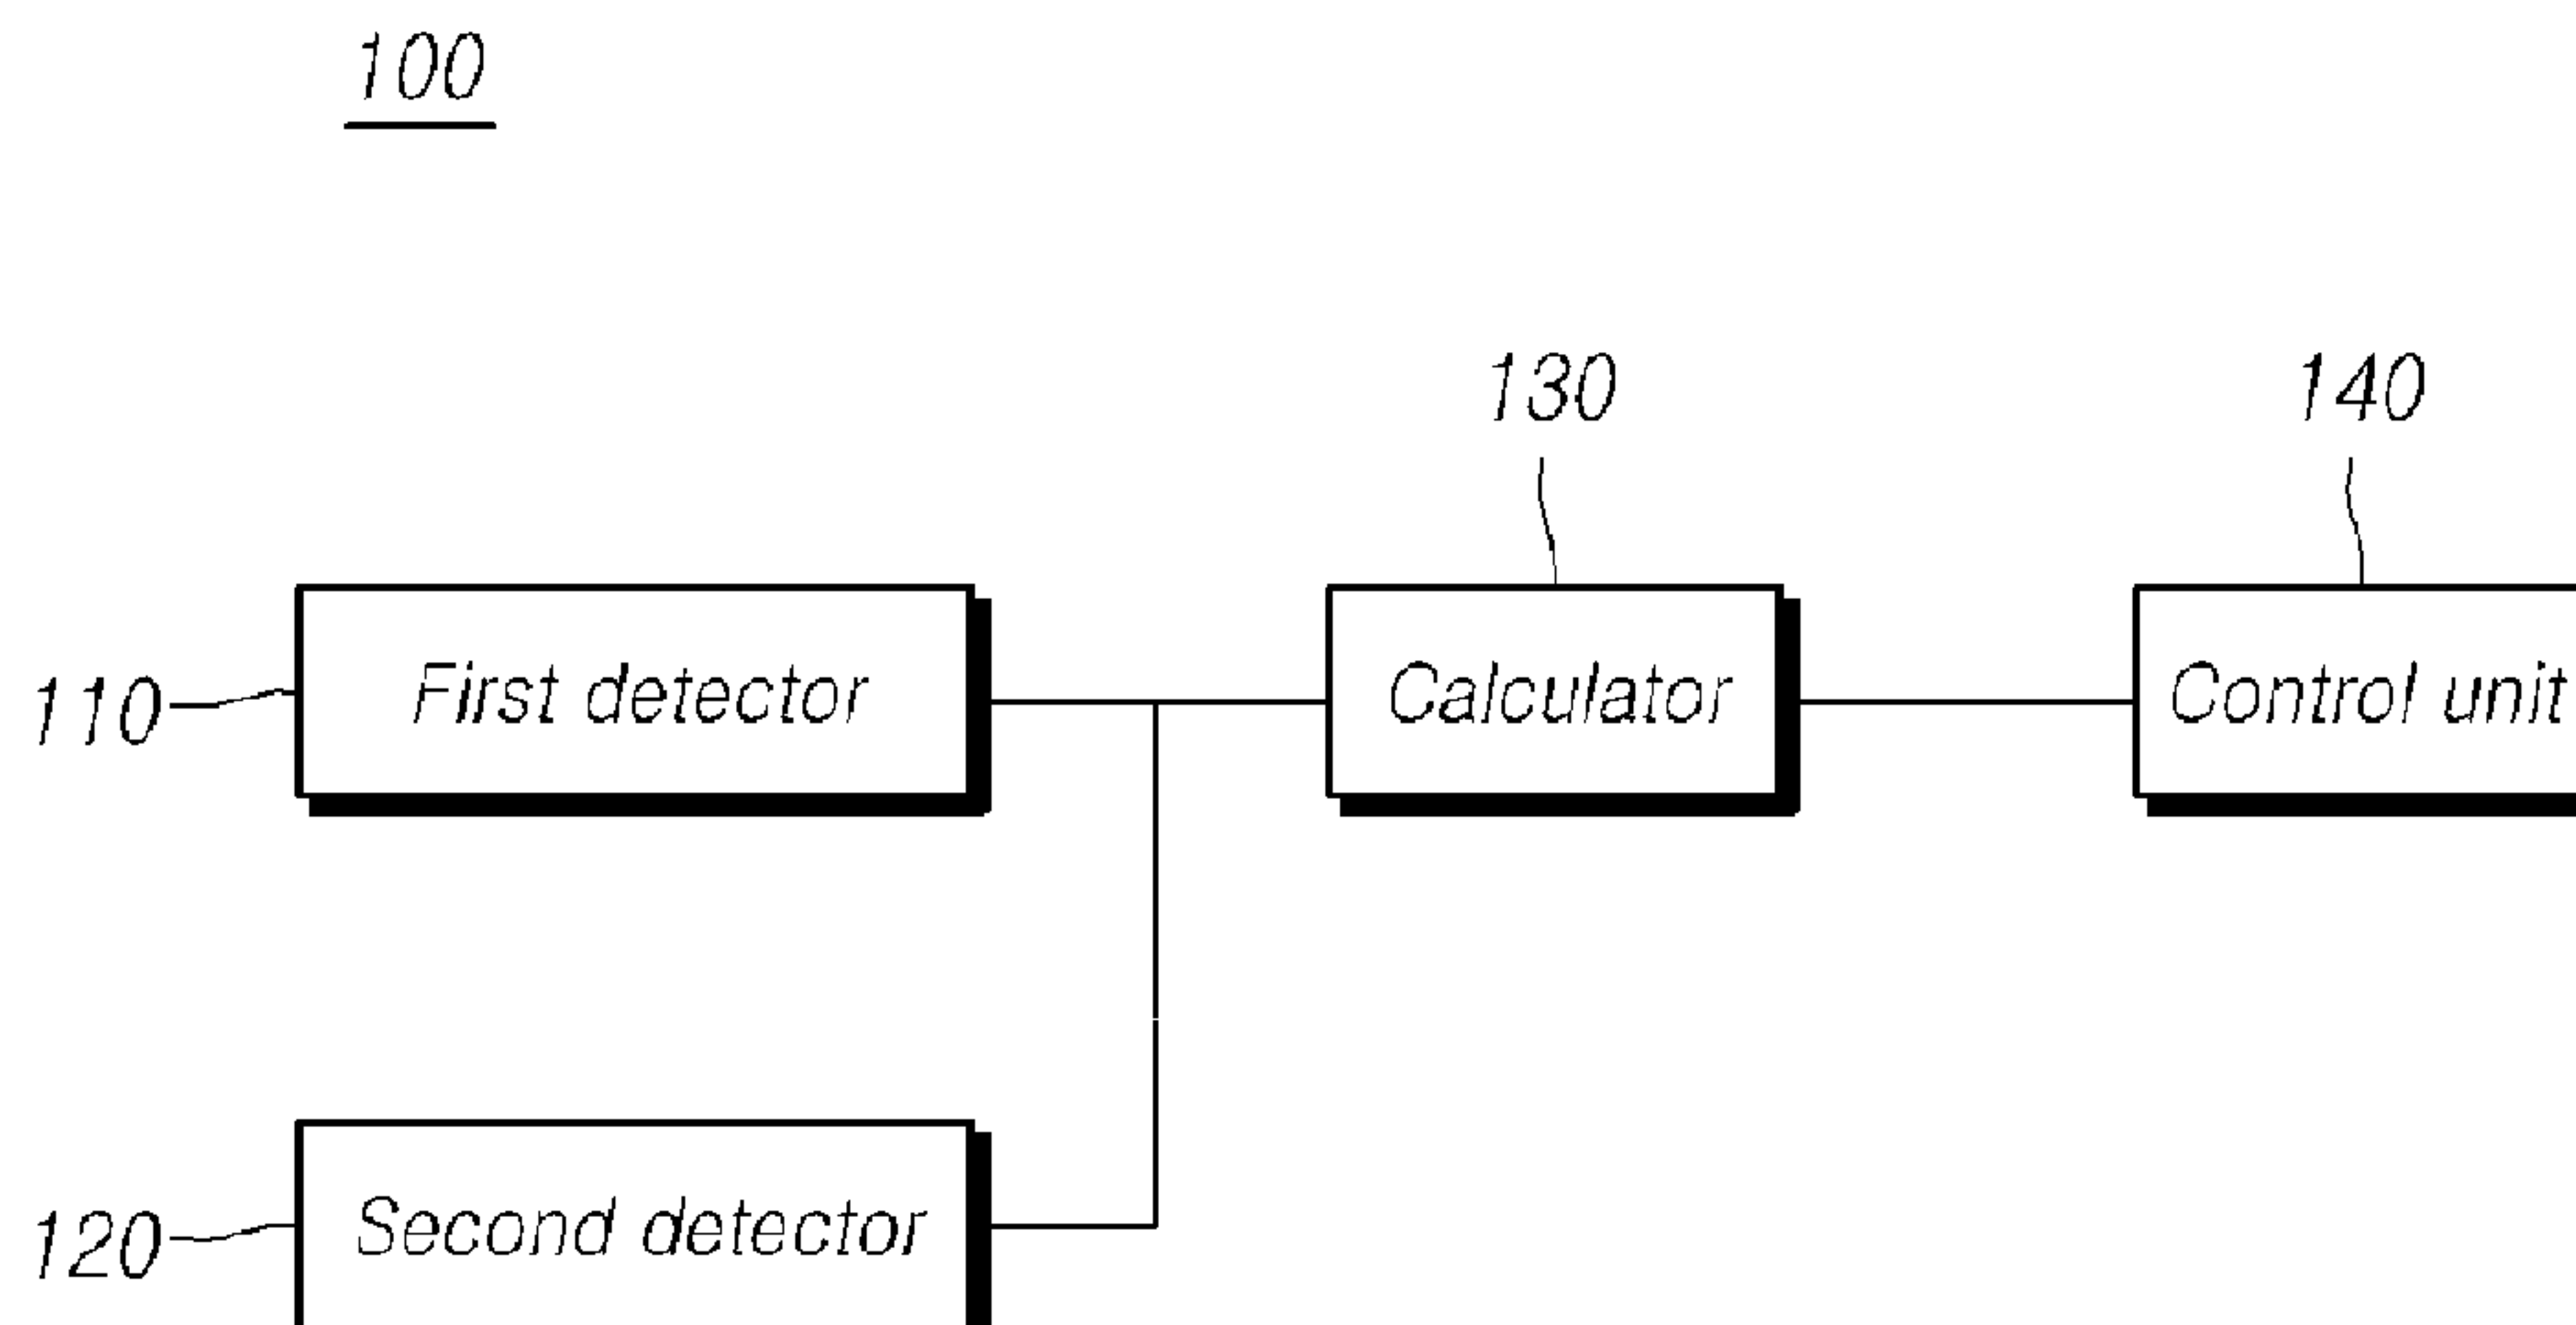 100
130
140
110
First detector
Calculator
Control unit
120
Second detector